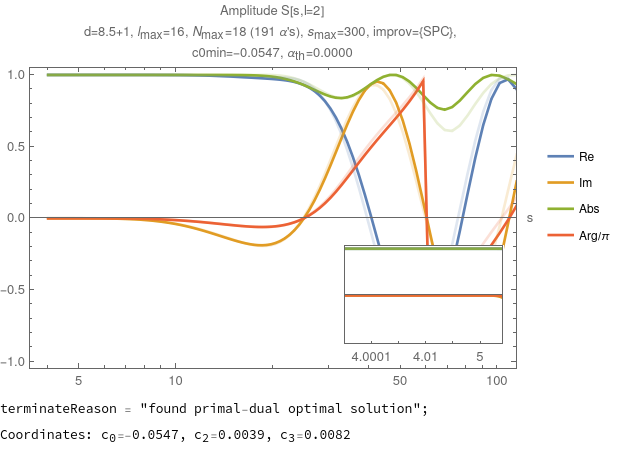 Amplitude S[s,l=2]
d=8.5+1, lmax=16, Nmax=18 (191 α's), smax=300, improv={SPC},
c0min=-0.0547, αth=0.0000
1.0
0.5
0.0
-0.5
-1.0
s
Re
Im
Abs
Arg/π
4.0001 4.01 5
5 10 50 100
terminateReason = "found primal-dual optimal solution";
Coordinates: c0=-0.0547, c2=0.0039, c3=0.0082